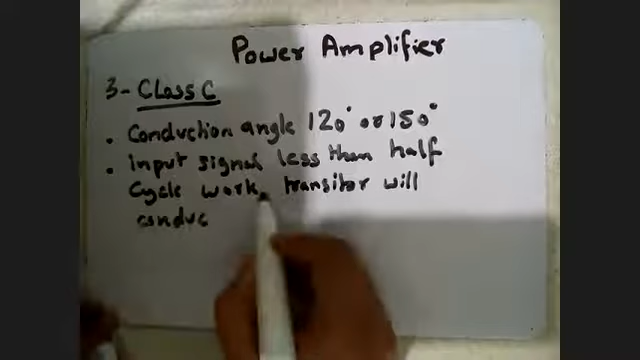 Power Amplifier
3- Class C
. Conduction angle 120° or 150°
. Input signal less than half
Cycle work, transitor will
conduc